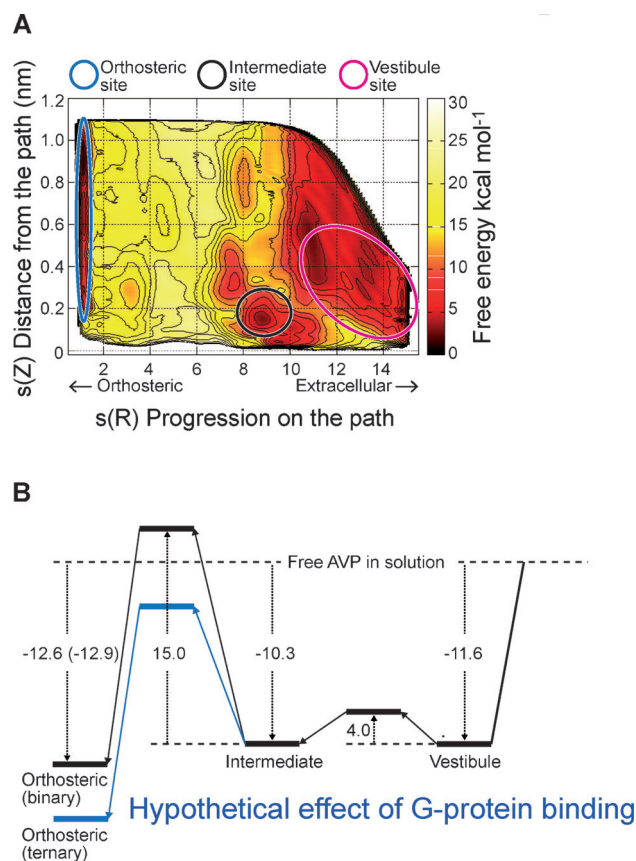 A
Orthosteric site
Intermediate site
Vestibule site
s(Z) Distance from the path (nm)
1.2
1.0
0.8
0.6
0.4
0.2
0
2 4 6 8 10 12 14
← Orthosteric
Extracellular →
s(R) Progression on the path
30
25
20
15
10
5
0
Free energy kcal mol-1
B
Free AVP in solution
-12.6 (-12.9)
15.0
-10.3
-11.6
4.0
Orthosteric
(binary)
Intermediate
Vestibule
Orthosteric
(ternary)
Hypothetical effect of G-protein binding